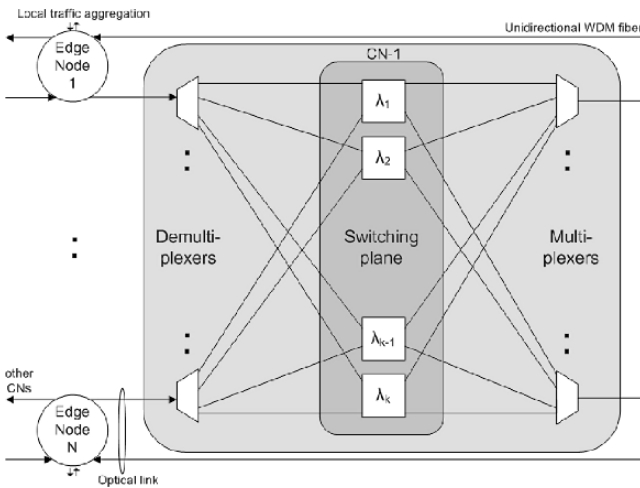 Local traffic aggregation
Unidirectional WDM fiber
Edge
Node
1
CN-1
λ1
λ2
Demulti-
plexers
Switching
plane
Multi-
plexers
λk-1
λk
other
CNs
Edge
Node
N
Optical link